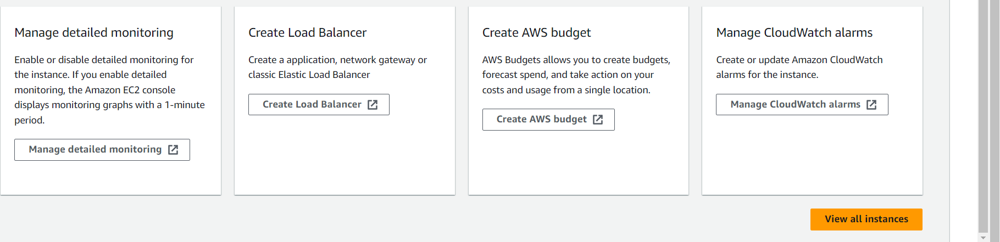 Manage detailed monitoring
Enable or disable detailed monitoring for
the instance. If you enable detailed
monitoring, the Amazon EC2 console
displays monitoring graphs with a 1-minute
period.
Manage detailed monitoring
Create Load Balancer
Create a application, network gateway or
classic Elastic Load Balancer
Create Load Balancer
Create AWS budget
AWS Budgets allows you to create budgets,
forecast spend, and take action on your
costs and usage from a single location.
Create AWS budget
Manage CloudWatch alarms
Create or update Amazon CloudWatch
alarms for the instance.
Manage CloudWatch alarms
View all instances